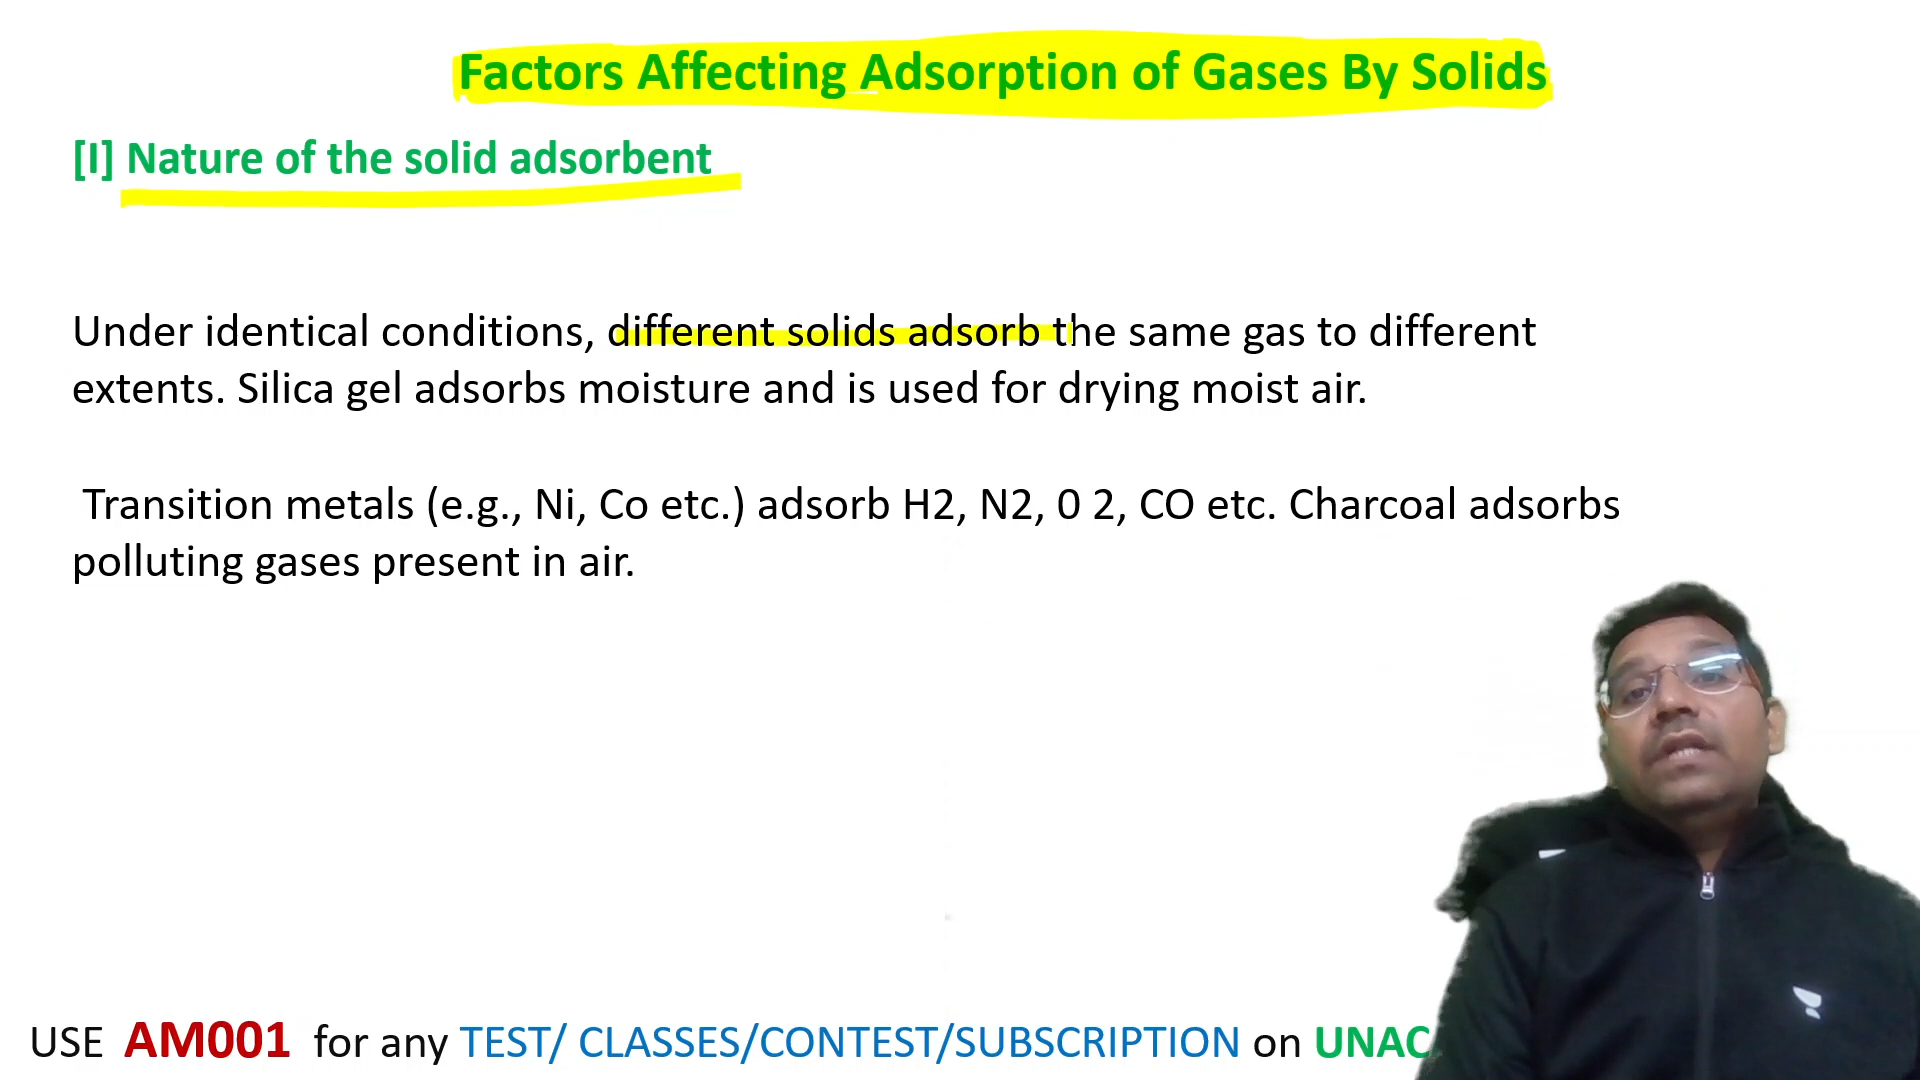 Factors Affecting Adsorption of Gases By Solids
[I] Nature of the solid adsorbent
Under identical conditions, different solids adsorb the same gas to different
extents. Silica gel adsorbs moisture and is used for drying moist air.
Transition metals (e.g., Ni, Co etc.) adsorb H2, N2, 0 2, CO etc. Charcoal adsorbs
polluting gases present in air.
USE AM001 for any TEST/ CLASSES/CONTEST/SUBSCRIPTION on UNAC